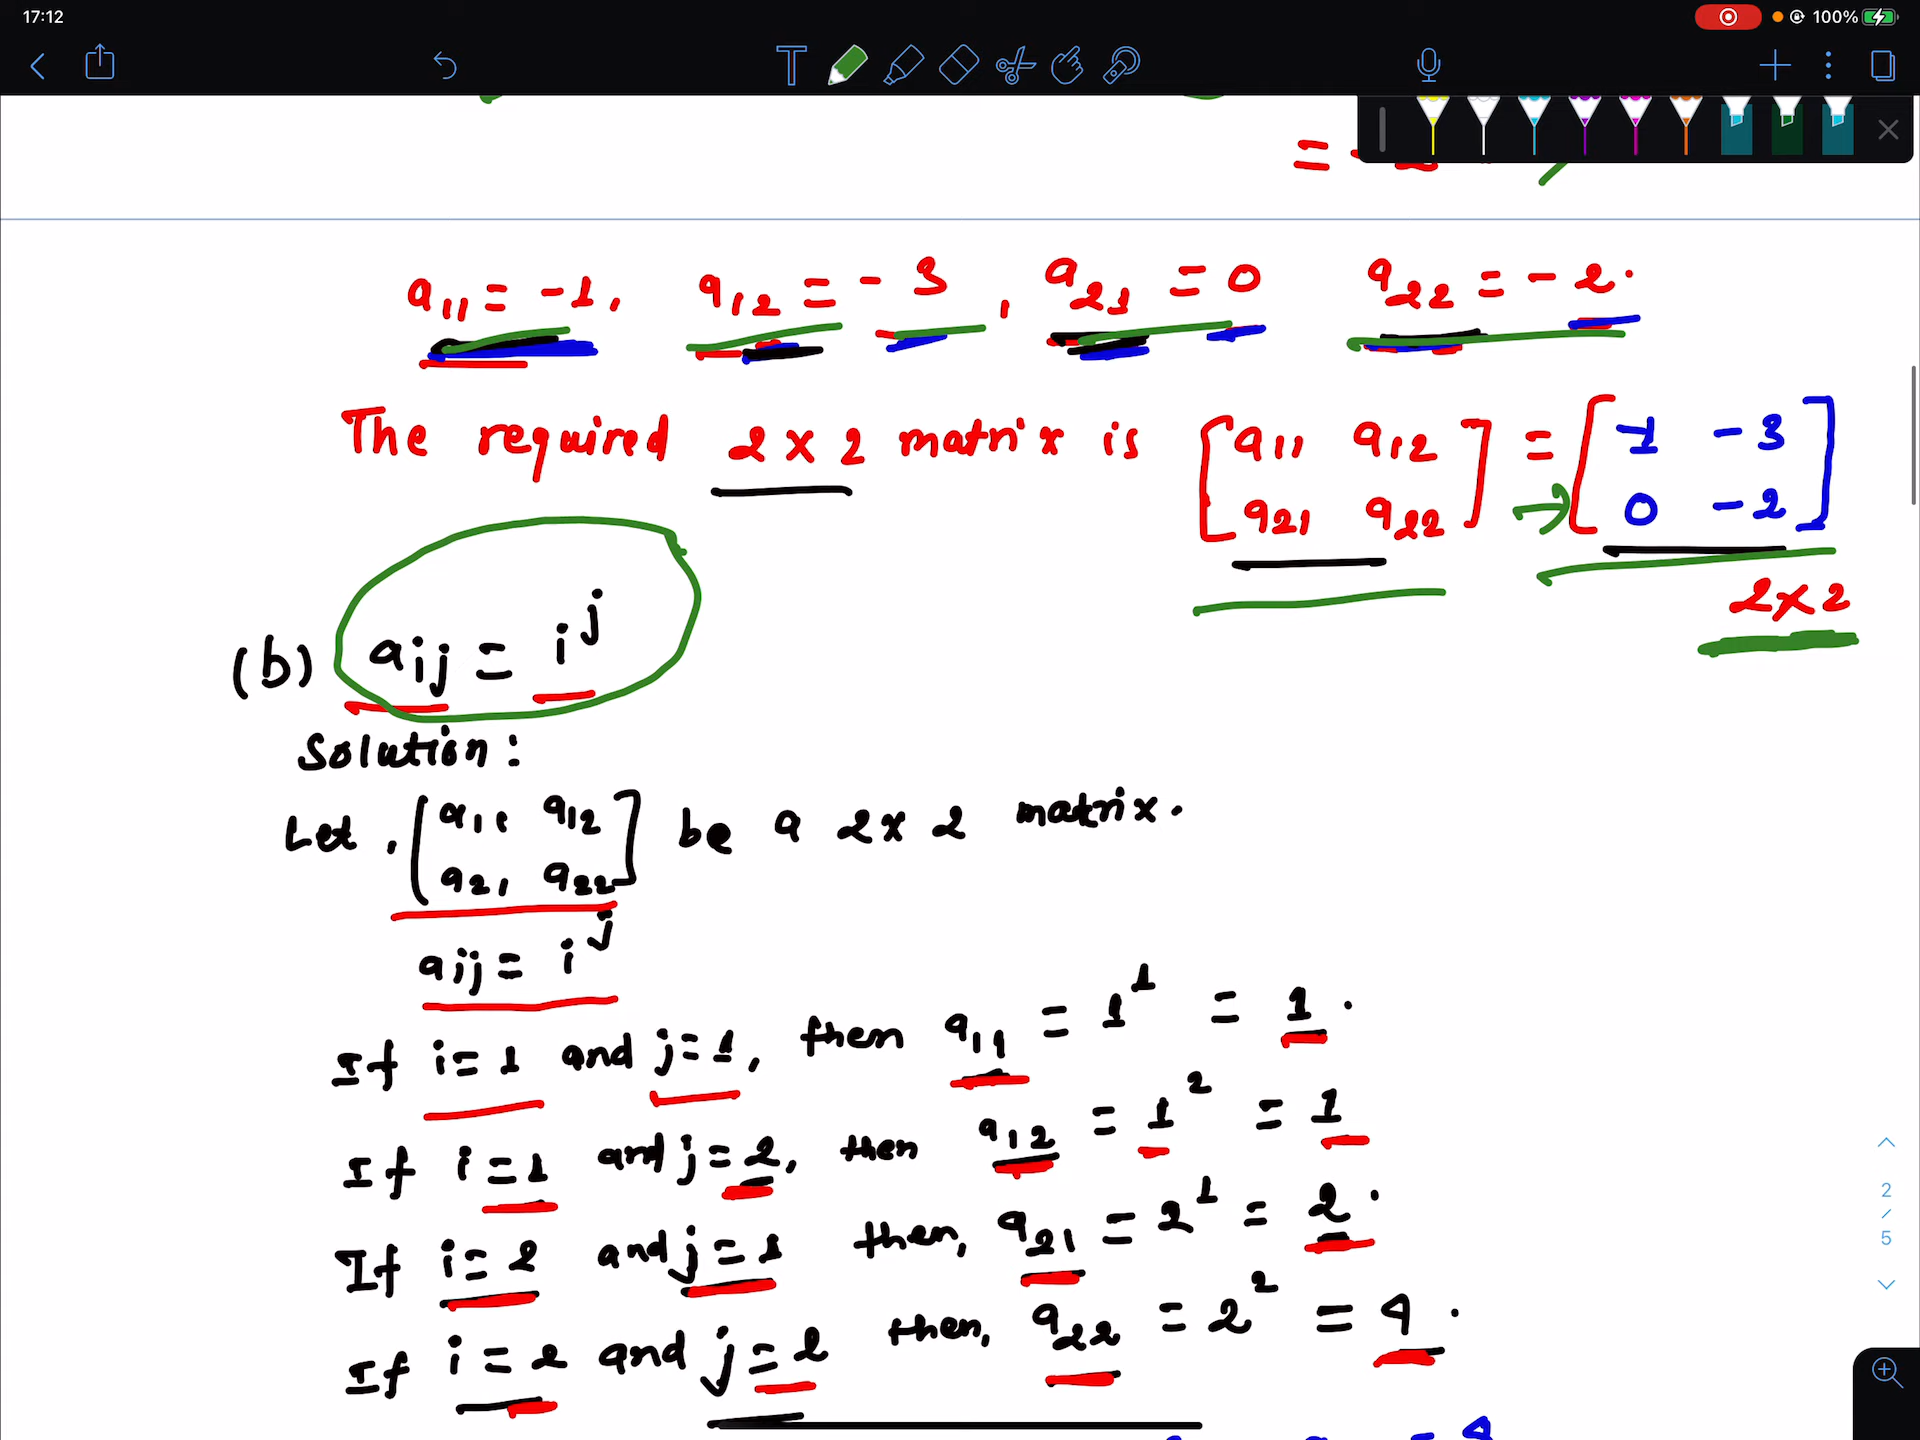 17:12
100%
a11 = -1, a12 = - 3, a21 = 0 a22 = - 2.
The required 2 x 2 matrix is [a11 a12 = [-1 - 3]
a21 a22] → 0 - 2]
2x2
(b) aij = i^j
Solution:
Let, [a11 a12
a21 a22] be a 2x2 matrix.
aij = i^j
If i=1 and j=1, then a11 = 1^1 = 1.
If i=1 and j=2, then a12 = 1^2 = 1
If i=2 and j=1 then, a21 = 2^1 = 2.
If i=2 and j=2 then, a22 = 2^2 = 4.
2
/
5